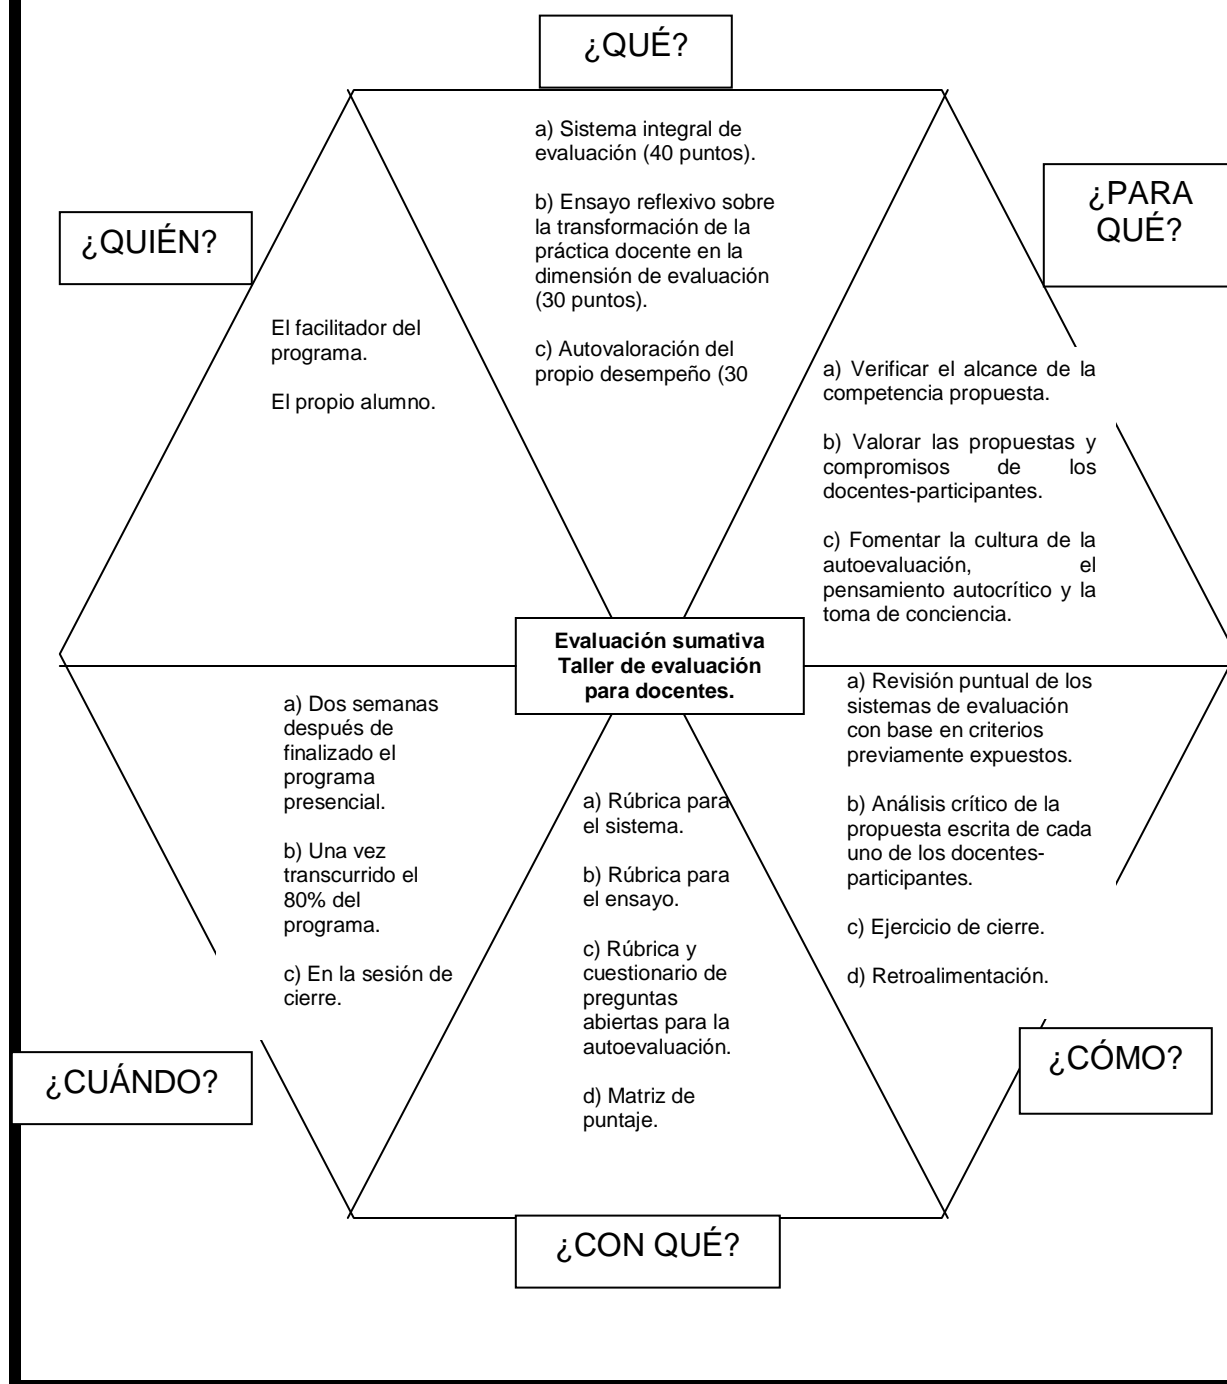 ¿QUÉ?
a) Sistema integral de
evaluación (40 puntos).
b) Ensayo reflexivo sobre
la transformación de la
práctica docente en la
dimensión de evaluación
(30 puntos).
c) Autovaloración del
propio desempeño (30
¿PARA
QUÉ?
a) Verificar el alcance de la
competencia propuesta.
b) Valorar las propuestas y
compromisos de los
docentes-participantes.
c) Fomentar la cultura de la
autoevaluación, el
pensamiento autocrítico y la
toma de conciencia.
¿QUIÉN?
El facilitador del
programa.
El propio alumno.
Evaluación sumativa
Taller de evaluación
para docentes.
a) Dos semanas
después de
finalizado el
programa
presencial.
b) Una vez
transcurrido el
80% del
programa.
c) En la sesión de
cierre.
¿CUÁNDO?
a) Rúbrica para
el sistema.
b) Rúbrica para
el ensayo.
c) Rúbrica y
cuestionario de
preguntas
abiertas para la
autoevaluación.
d) Matriz de
puntaje.
¿CON QUÉ?
a) Revisión puntual de los
sistemas de evaluación
con base en criterios
previamente expuestos.
b) Análisis crítico de la
propuesta escrita de cada
uno de los docentes-
participantes.
c) Ejercicio de cierre.
d) Retroalimentación.
¿CÓMO?